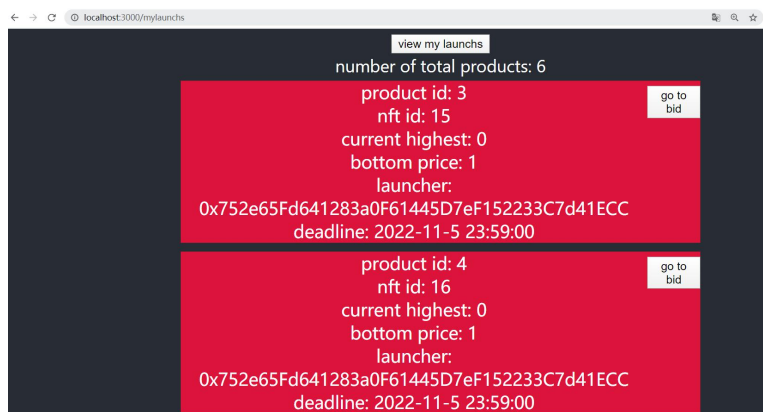 localhost:3000/mylaunchs
view my launchs
number of total products: 6
product id: 3
go to
bid
nft id: 15
current highest: 0
bottom price: 1
launcher:
0x752e65Fd641283a0F61445D7eF152233C7d41ECC
deadline: 2022-11-5 23:59:00
product id: 4
go to
bid
nft id: 16
current highest: 0
bottom price: 1
launcher:
0x752e65Fd641283a0F61445D7eF152233C7d41ECC
deadline: 2022-11-5 23:59:00